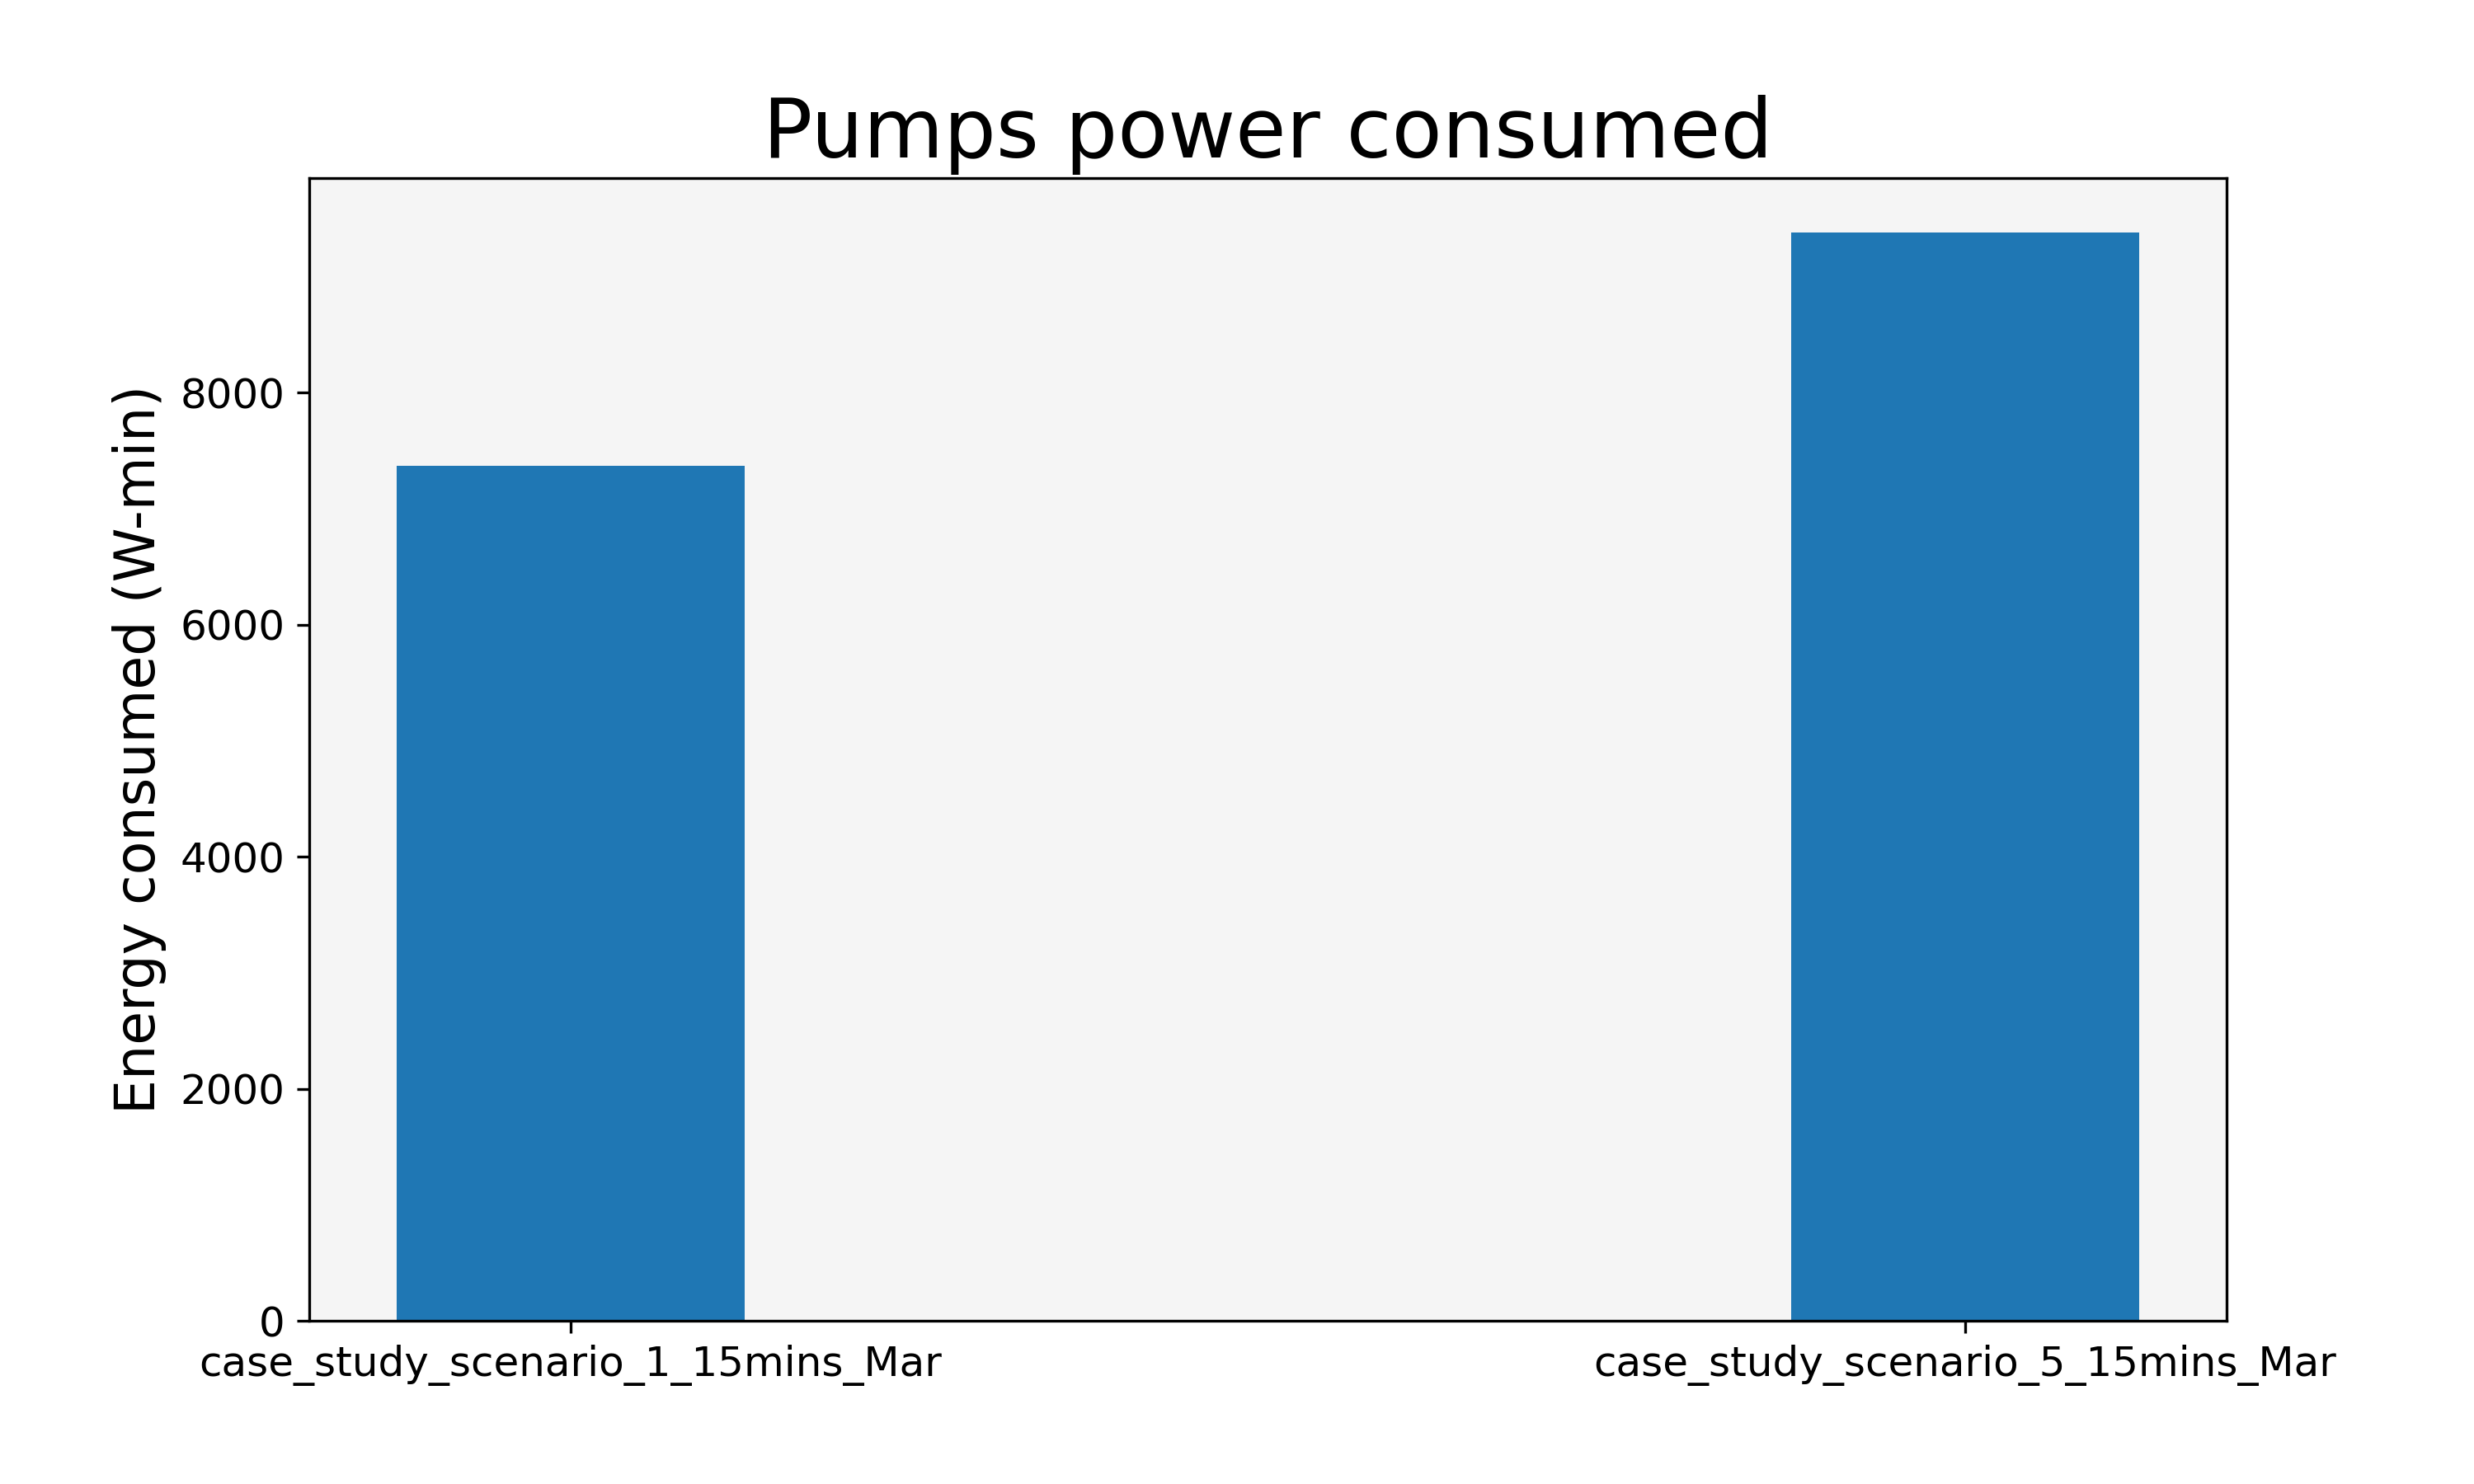 Pumps power consumed
Energy consumed (W-min)
8000
6000
4000
2000
0
case_study_scenario_1_15mins_Mar
case_study_scenario_5_15mins_Mar